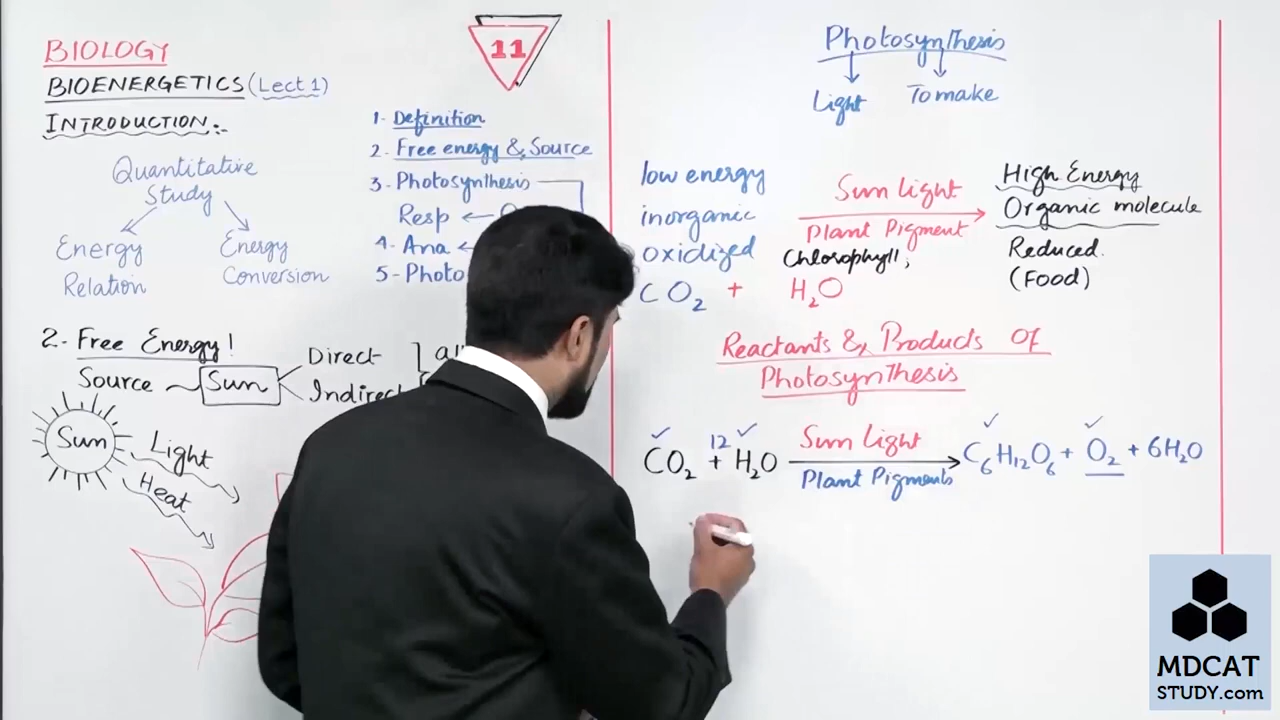 BIOLOGY
BIOENERGETICS (Lect 1)
INTRODUCTION:-
11
Quantitative
Study
Energy
Relation
Energy
Conversion
1- Definition
2. Free energy & Source
3 - Photosynthesis
Resp ←
4. Ana ←
5- Photo
2- Free Energy!
Source
Sun
Direct
Indirect
Sun
Light
Heat
Photosynthesis
Light
To make
low energy
inorganic
oxidized
CO2 + H2O
Sun light
Plant Pigment
Chlorophyll,
High Energy
Organic molecule
Reduced.
(Food)
Reactants & Products Of
Photosynthesis
CO2 + 12 H2O
Sun Light
Plant Pigments
C6H12O6 + O2 + 6H2O
MDCAT
STUDY.com